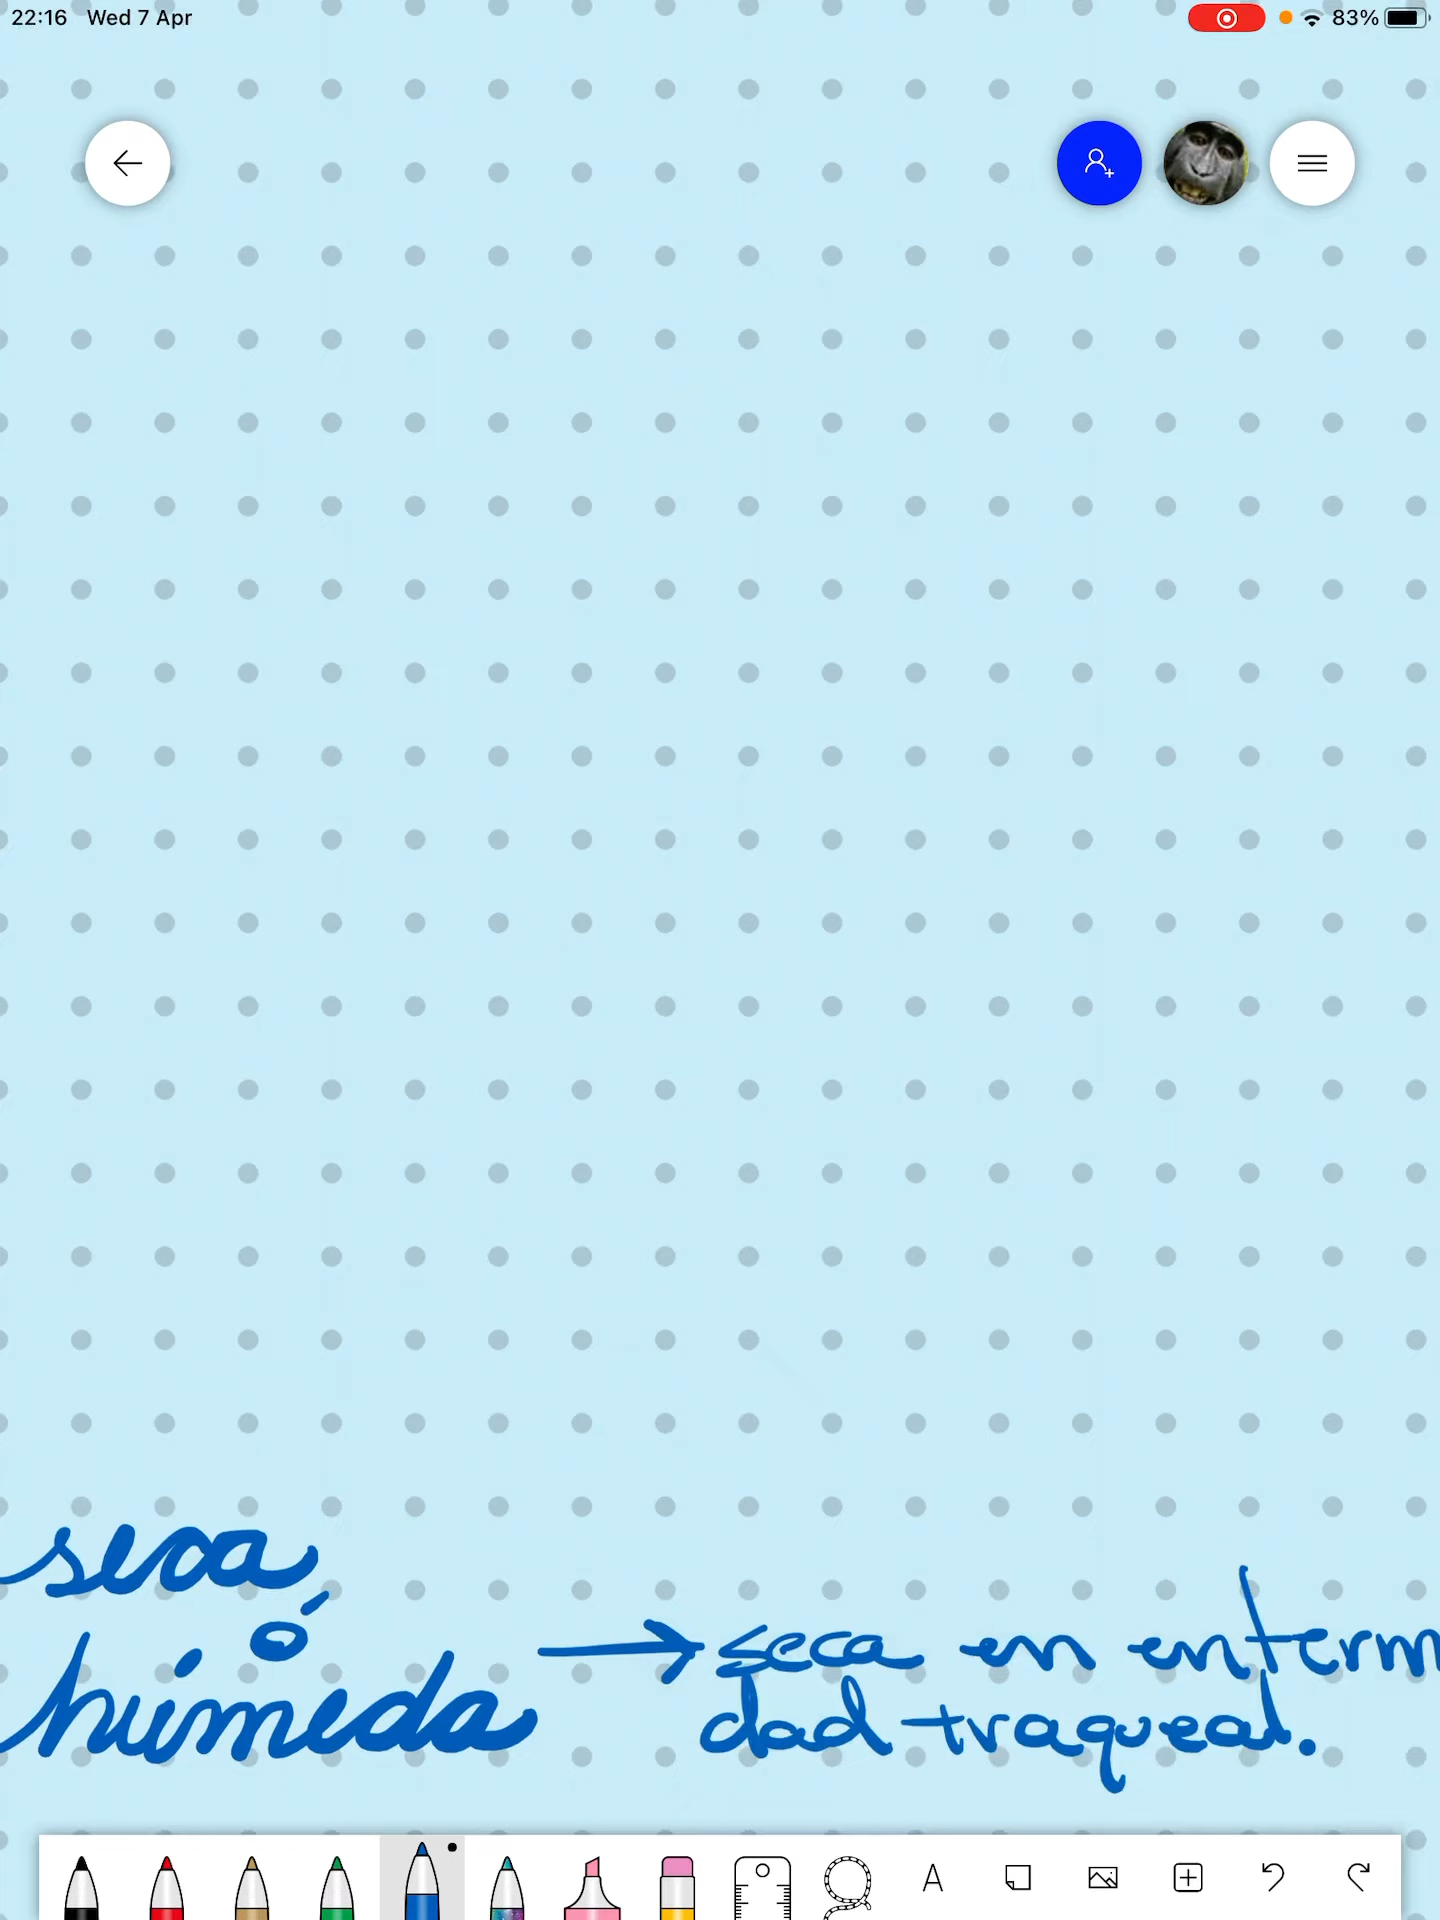 22:16 Wed 7 Apr 83%
seca
ó
húmeda
→ seca en enferm
dad traqueal.
A